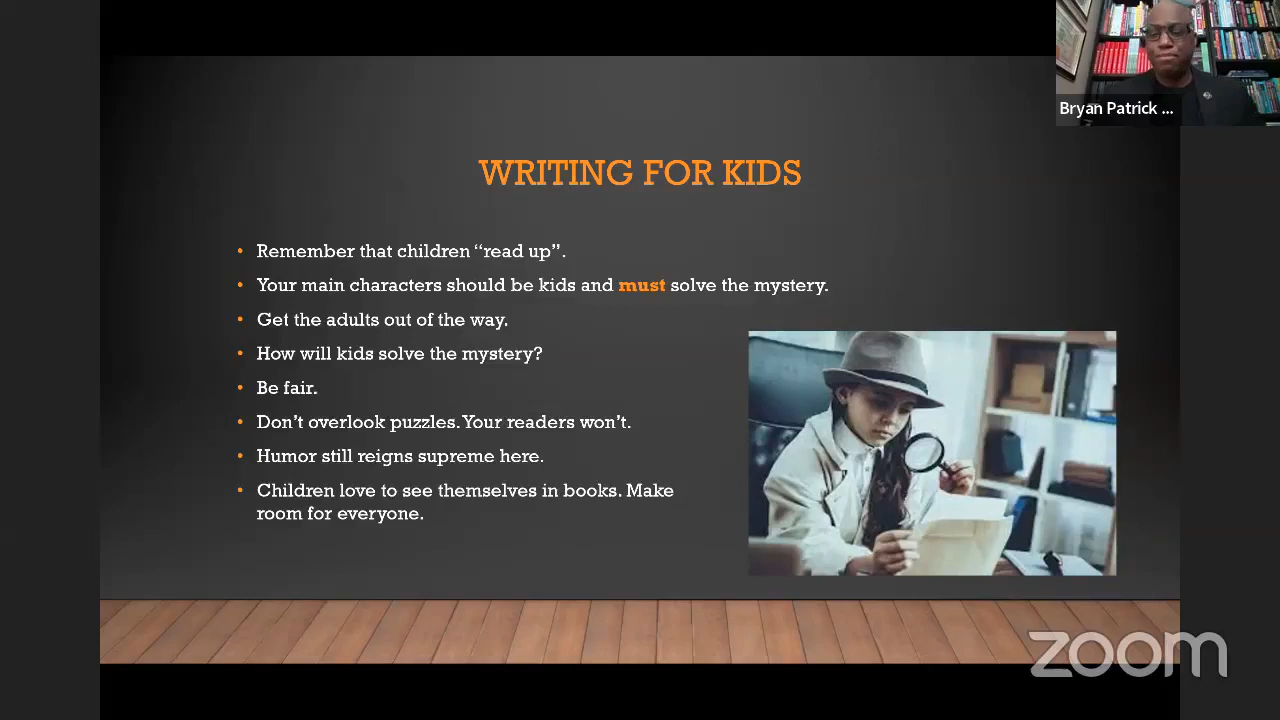 Bryan Patrick ...
WRITING FOR KIDS
• Remember that children “read up”.
• Your main characters should be kids and must solve the mystery.
• Get the adults out of the way.
• How will kids solve the mystery?
• Be fair.
• Don’t overlook puzzles. Your readers won’t.
• Humor still reigns supreme here.
• Children love to see themselves in books. Make
room for everyone.
zoom